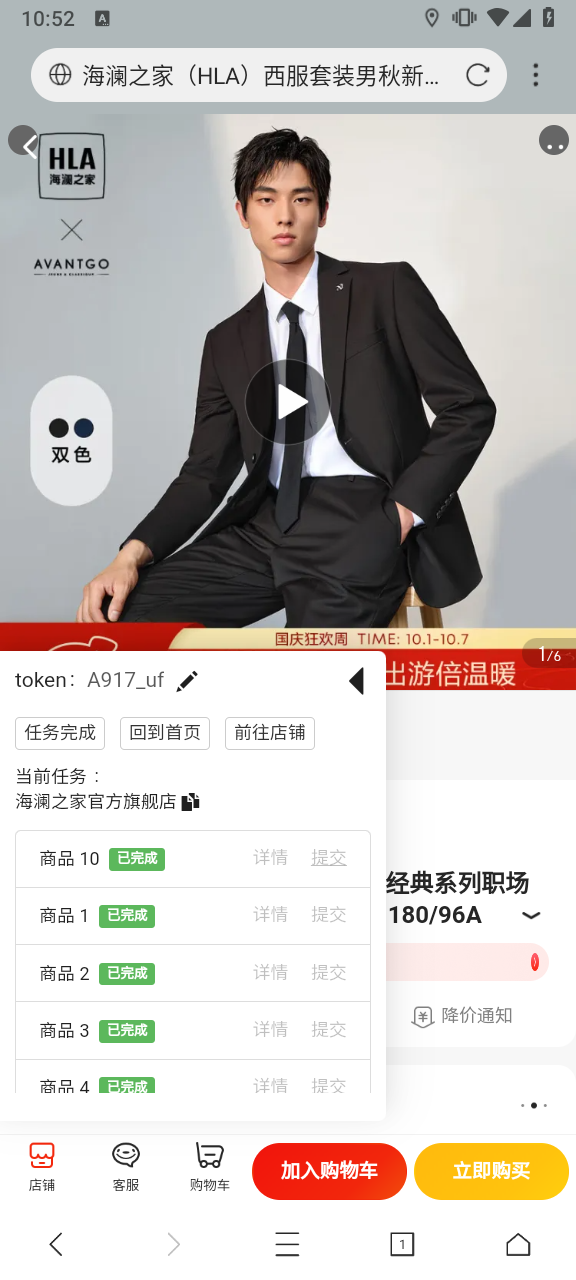 10:52
A
海澜之家（HLA）西服套装男秋新...
HLA
海澜之家
AVANTGO
双色
国庆狂欢周 TIME: 10.1-10.7
出游倍温暖
1/6
token： A917_uf
任务完成 回到首页 前往店铺
当前任务：
海澜之家官方旗舰店
商品 10 已完成 详情 提交
商品 1 已完成 详情 提交
商品 2 已完成 详情 提交
商品 3 已完成 详情 提交
商品 4 已完成 详情 提交
经典系列职场
180/96A
降价通知
店铺 客服 购物车 加入购物车 立即购买
1